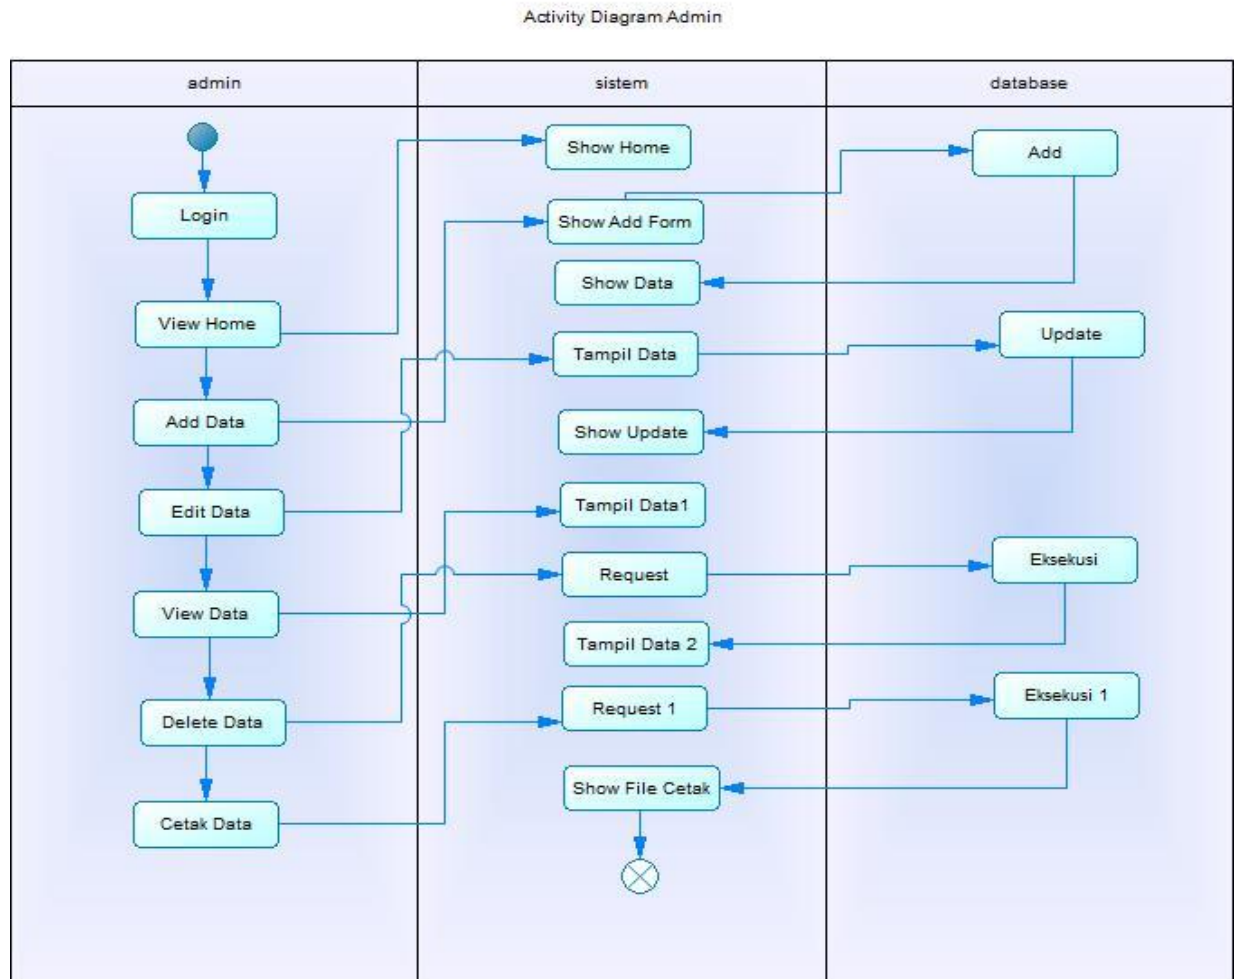 Activity Diagram Admin
admin
sistem
database
Show Home
Add
Login
Show Add Form
Show Data
View Home
Update
Tampil Data
Add Data
Show Update
Edit Data
Tampil Data1
Eksekusi
Request
View Data
Tampil Data 2
Eksekusi 1
Request 1
Delete Data
Show File Cetak
Cetak Data